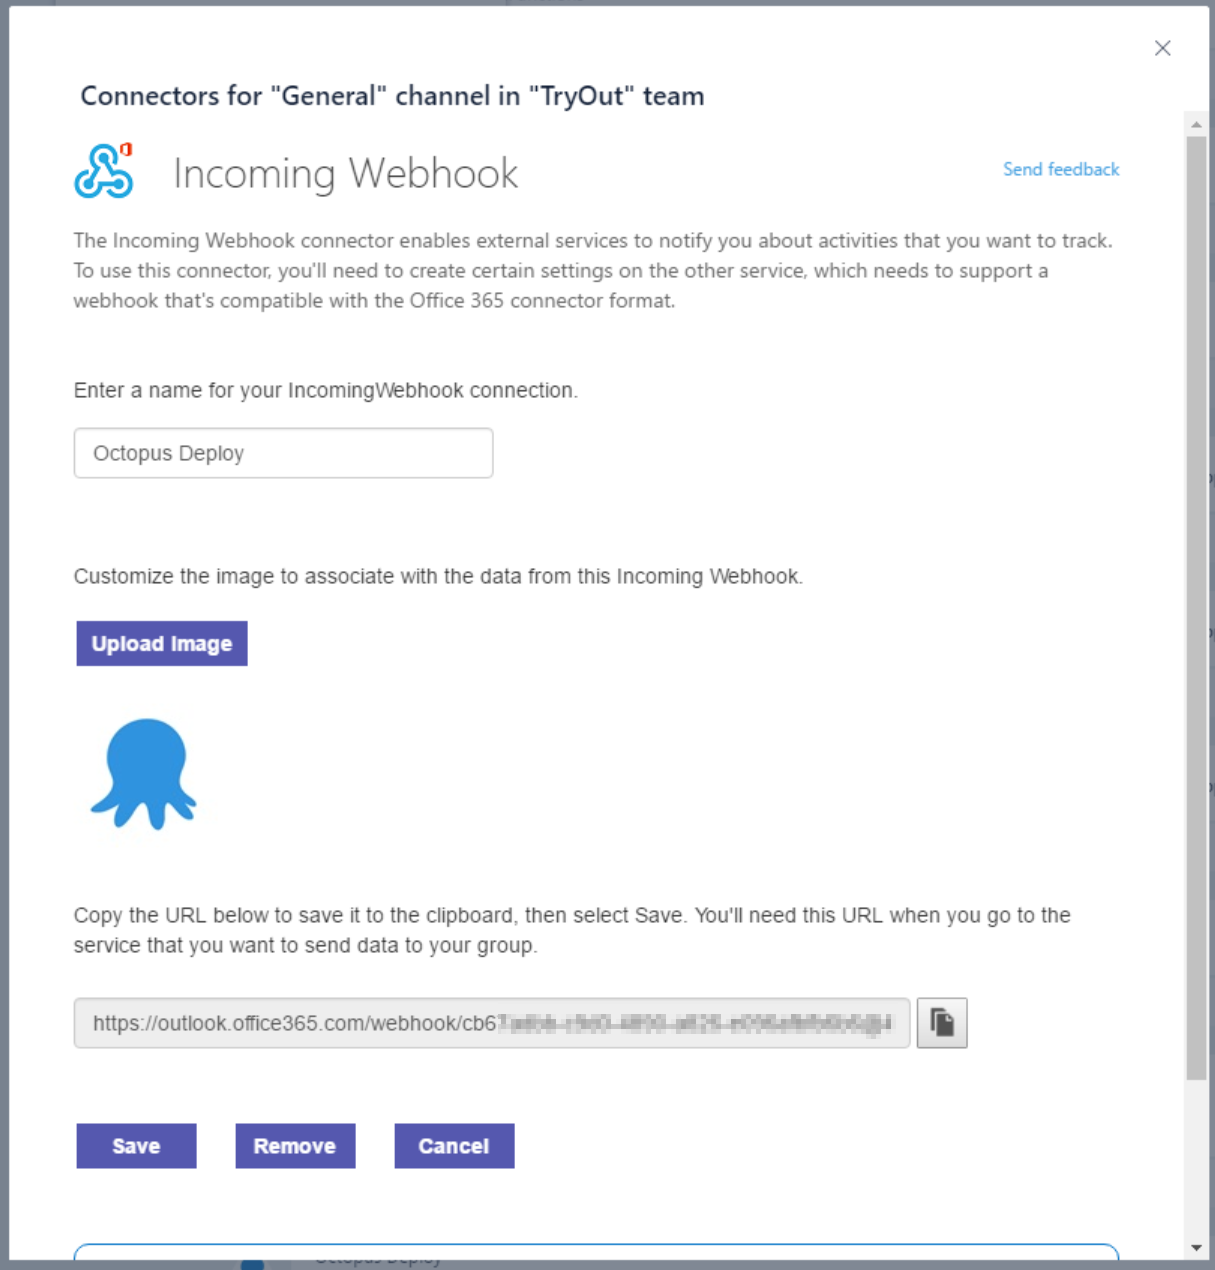 Connectors for "General" channel in "TryOut" team
Incoming Webhook
Send feedback
The Incoming Webhook connector enables external services to notify you about activities that you want to track.
To use this connector, you'll need to create certain settings on the other service, which needs to support a
webhook that's compatible with the Office 365 connector format.
Enter a name for your IncomingWebhook connection.
Octopus Deploy
Customize the image to associate with the data from this Incoming Webhook.
Upload Image
Copy the URL below to save it to the clipboard, then select Save. You'll need this URL when you go to the
service that you want to send data to your group.
https://outlook.office365.com/webhook/cb67
Save
Remove
Cancel
Octopus Deploy